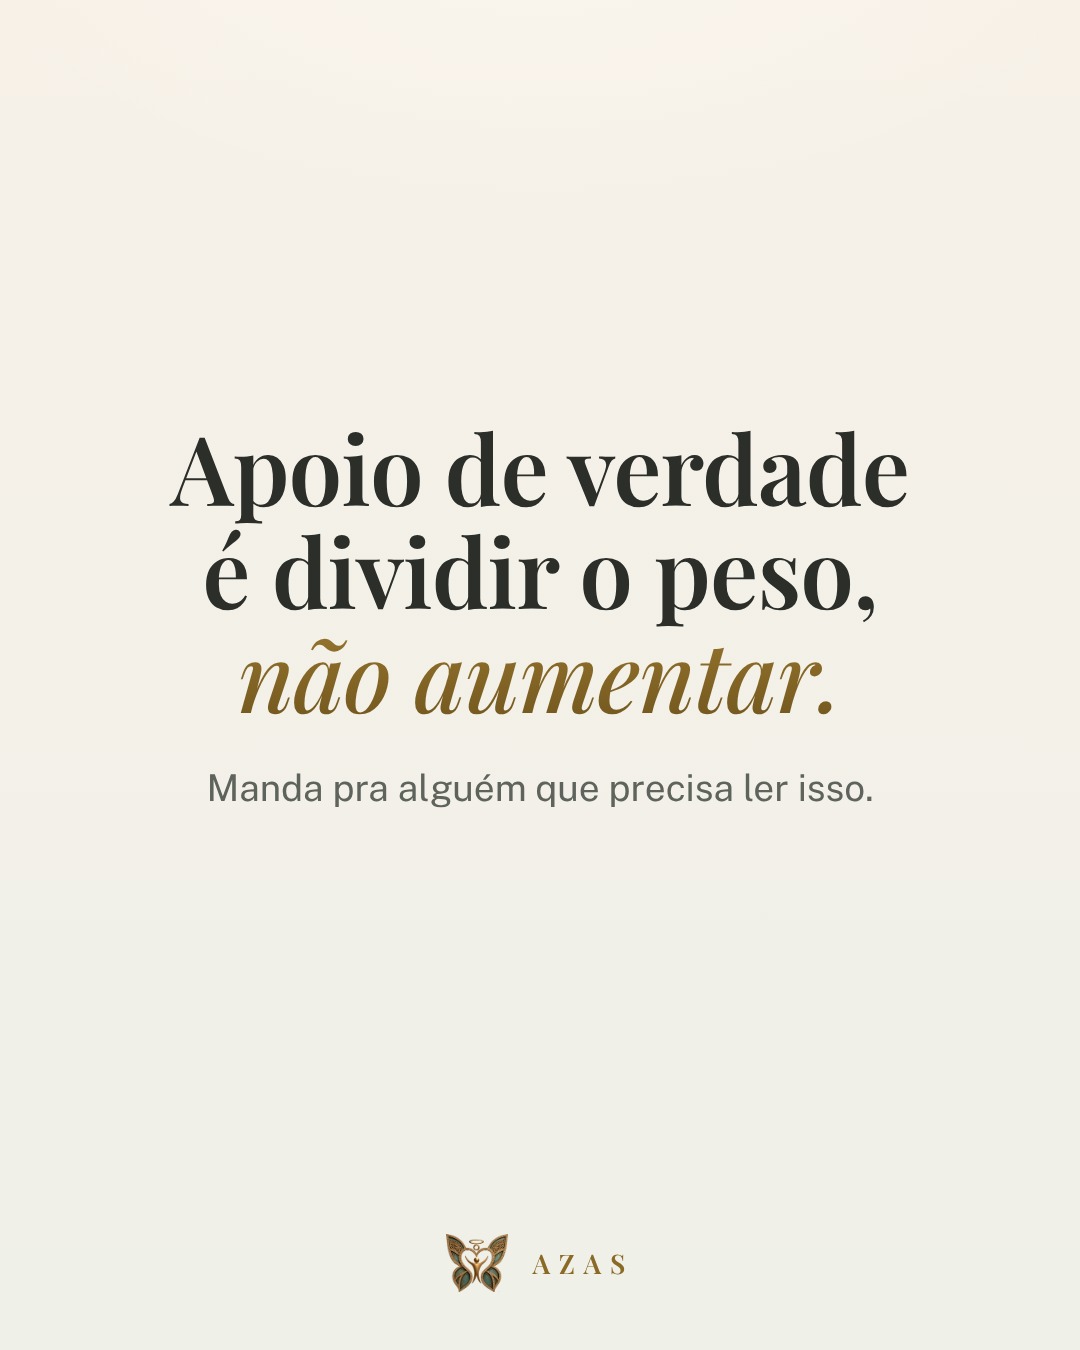 Apoio de verdade
é dividir o peso,
não aumentar.
Manda pra alguém que precisa ler isso.
AZAS